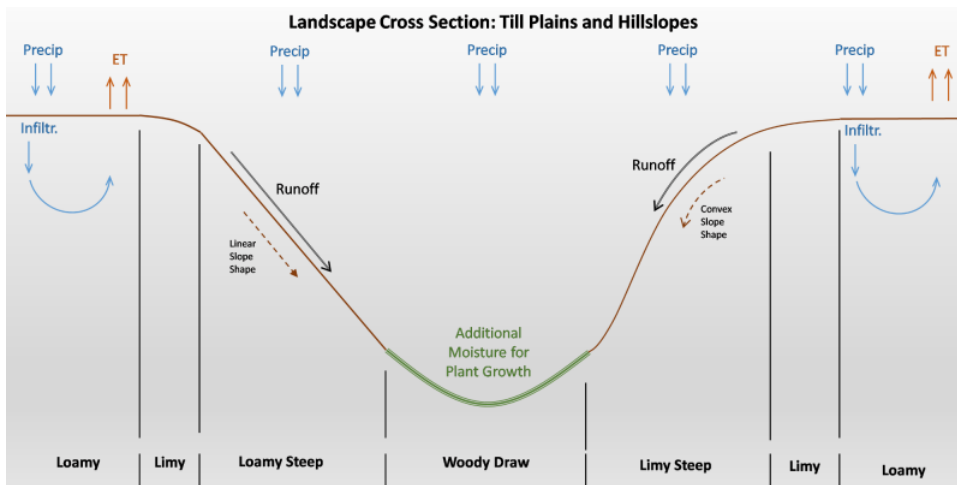 Landscape Cross Section: Till Plains and Hillslopes
Precip
ET
Precip
Precip
Precip
Precip
ET
Infiltr.
Infiltr.
Runoff
Runoff
Linear
Slope
Shape
Convex
Slope
Shape
Additional
Moisture for
Plant Growth
Loamy
Limy
Loamy Steep
Woody Draw
Limy Steep
Limy
Loamy